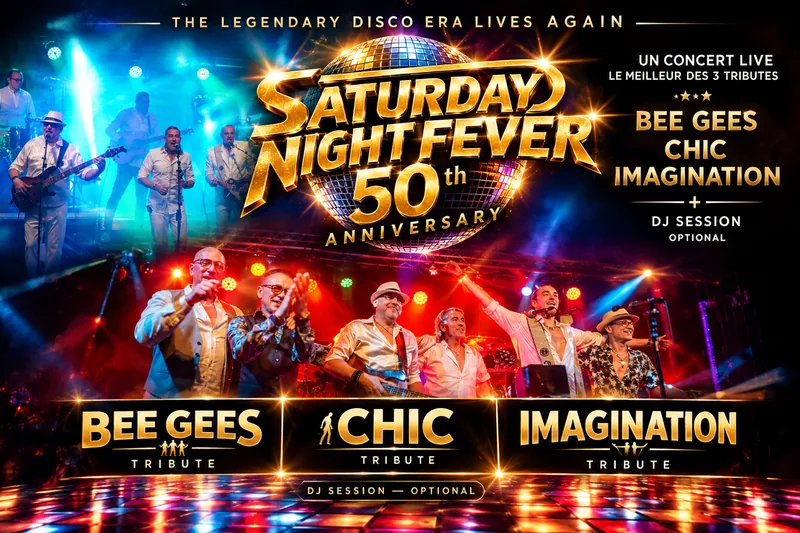 THE LEGENDARY DISCO ERA LIVES AGAIN
SATURDAY
NIGHT FEVER
50th
ANNIVERSARY
UN CONCERT LIVE
LE MEILLEUR DES 3 TRIBUTES
BEE GEES
CHIC
IMAGINATION
+
DJ SESSION
OPTIONAL
BEE GEES
TRIBUTE
CHIC
TRIBUTE
IMAGINATION
TRIBUTE
DJ SESSION — OPTIONAL